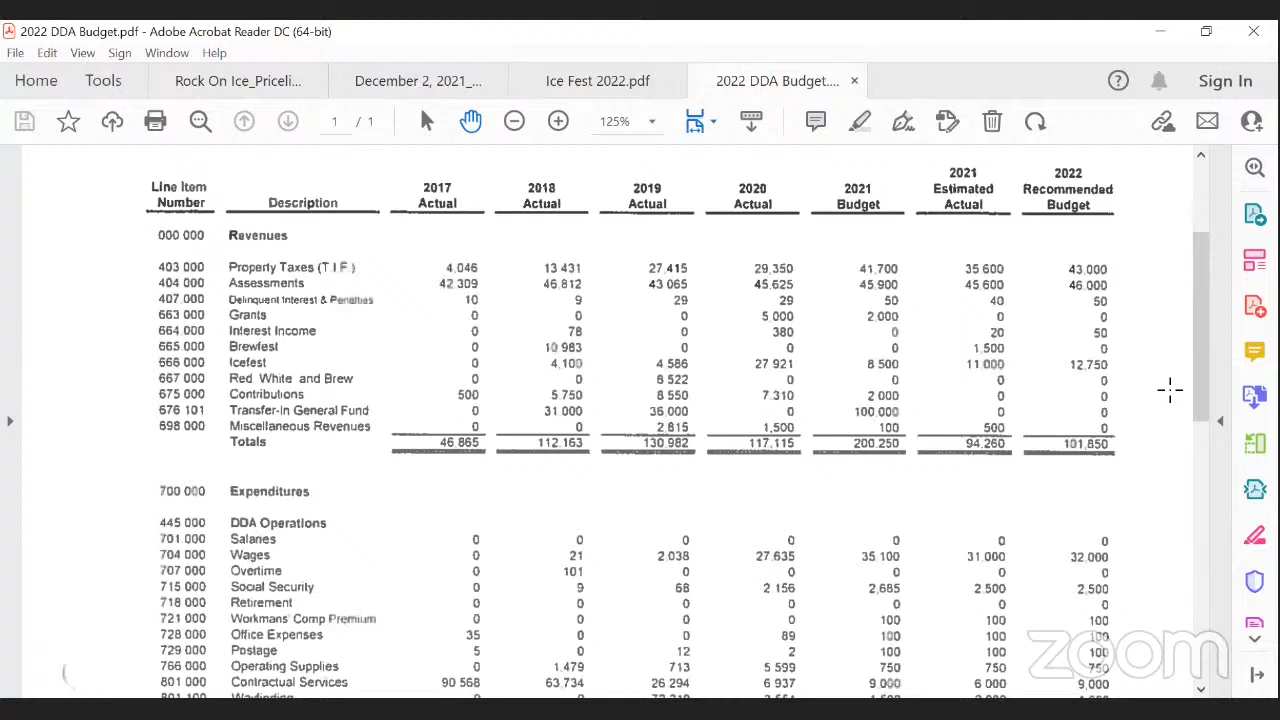 2022 DDA Budget.pdf - Adobe Acrobat Reader DC (64-bit)
File Edit View Sign Window Help
Home Tools Rock On Ice_Priceli... December 2, 2021_... Ice Fest 2022.pdf 2022 DDA Budget.... × ? Sign In
1 / 1 125%
Line Item Number Description 2017 Actual 2018 Actual 2019 Actual 2020 Actual 2021 Budget 2021 Estimated Actual 2022 Recommended Budget
000 000 Revenues
403 000 Property Taxes (T I F ) 4,046 13 431 27,415 29,350 41,700 35 600 43,000
404 000 Assessments 42 309 46,812 43 065 45,625 45,900 45,600 46,000
407 000 Delinquent Interest & Penalties 10 9 29 29 50 40 50
663 000 Grants 0 0 0 5,000 2,000 0 0
664 000 Interest Income 0 78 0 380 0 20 50
665 000 Brewfest 0 10 983 0 0 0 1,500 0
666 000 Icefest 0 4,100 4 586 27 921 8 500 11 000 12,750
667 000 Red White and Brew 0 0 8 522 0 0 0 0
675 000 Contributions 500 5 750 8 550 7,310 2 000 0 0
676 101 Transfer-In General Fund 0 31 000 36,000 0 100,000 0 0
698 000 Miscellaneous Revenues 0 0 2,815 1,500 100 500 0
Totals 46,865 112,163 130,982 117,115 200,250 94,260 101,850
700 000 Expenditures
445 000 DDA Operations
701 000 Salaries 0 0 0 0 0 0 0
704 000 Wages 0 21 2 038 27,635 35,100 31,000 32,000
707 000 Overtime 0 101 0 0 0 0 0
715 000 Social Security 0 9 68 2 156 2,685 2,500 2,500
718 000 Retirement 0 0 0 0 0 0 0
721 000 Workmans' Comp Premium 0 0 0 0 100 100 100
728 000 Office Expenses 35 0 0 89 100 100 100
729 000 Postage 5 0 12 2 100 100 100
766 000 Operating Supplies 0 1,479 713 5 599 750 750 750
801 000 Contractual Services 90 568 63,734 26 294 6 937 9 000 6 000 9,000
zoom